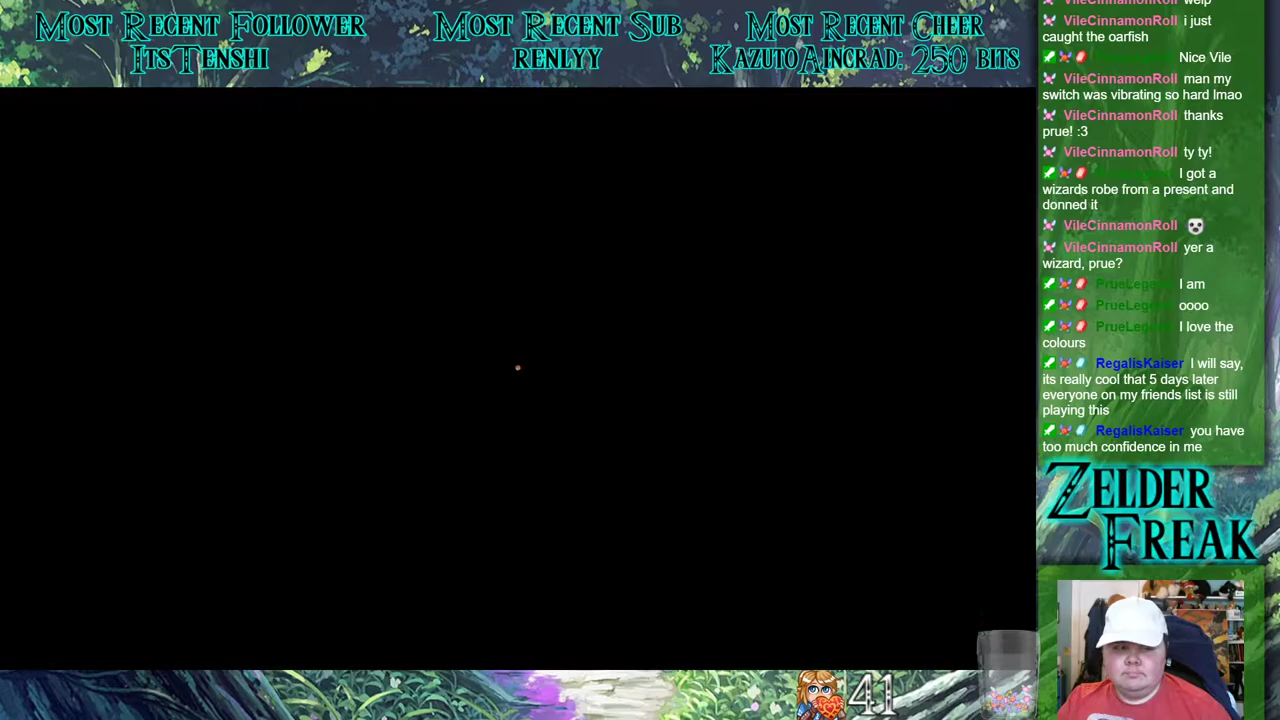 Most Recent Follower
ItsTenshi
Most Recent Sub
renlyy
Most Recent Cheer
KazutoAincrad: 250 bits
VileCinnamonRoll welp
VileCinnamonRoll i just
caught the oarfish
Nice Vile
VileCinnamonRoll man my
switch was vibrating so hard lmao
VileCinnamonRoll thanks
prue! :3
VileCinnamonRoll ty ty!
I got a
wizards robe from a present and
donned it
VileCinnamonRoll
VileCinnamonRoll yer a
wizard, prue?
PrueLegend I am
PrueLegend oooo
PrueLegend I love the
colours
RegalisKaiser I will say,
its really cool that 5 days later
everyone on my friends list is still
playing this
RegalisKaiser you have
too much confidence in me
Zelder
Freak
41